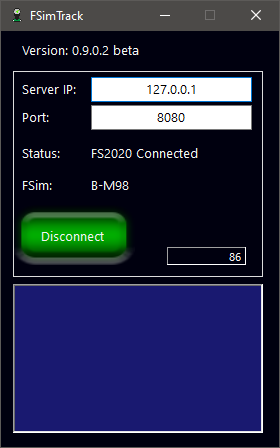 FSimTrack
Version: 0.9.0.2 beta
Server IP: 127.0.0.1
Port: 8080
Status: FS2020 Connected
FSim: B-M98
Disconnect
86